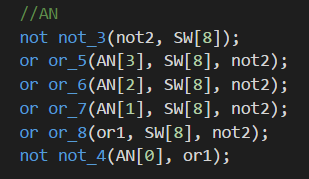 //AN
not not_3(not2, SW[8]);
or or_5(AN[3], SW[8], not2);
or or_6(AN[2], SW[8], not2);
or or_7(AN[1], SW[8], not2);
or or_8(or1, SW[8], not2);
not not_4(AN[0], or1);